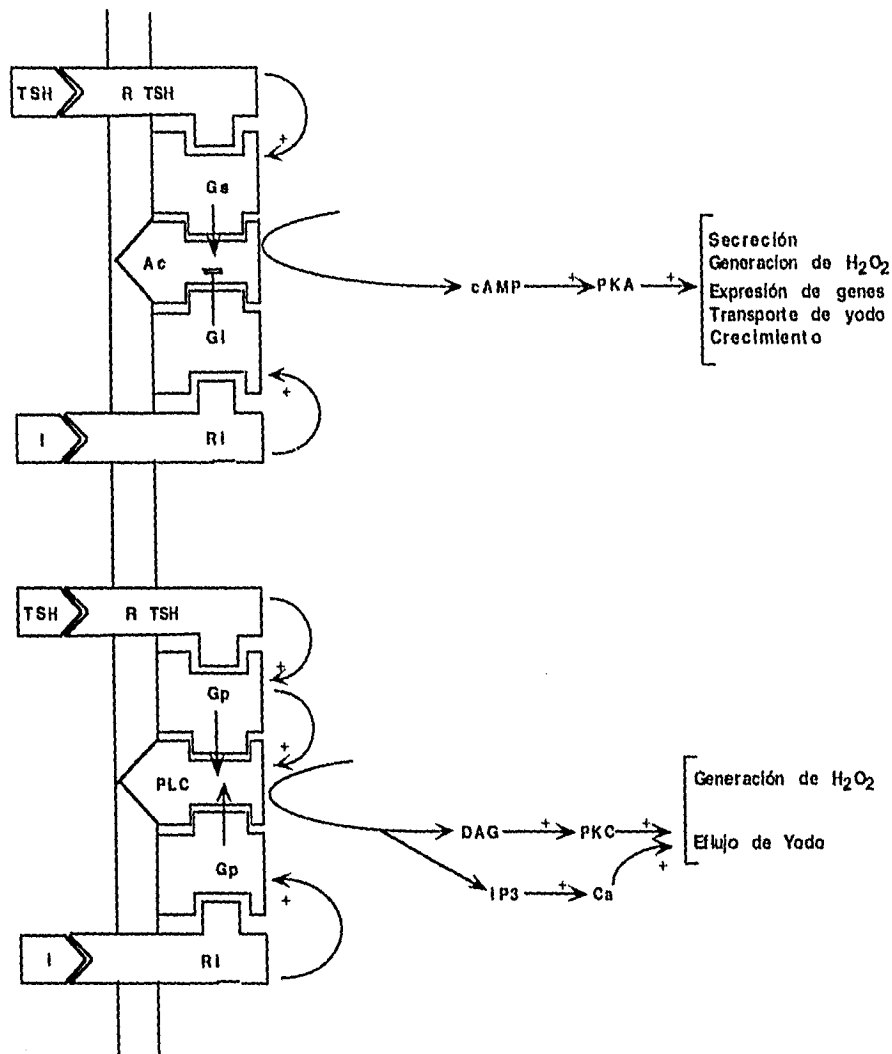 TSH R TSH
+
Gs
Ac
Secreción
Generacion de H2O2
cAMP + PKA + Expresión de genes
Transporte de yodo
Crecimiento
Gi
+
I RI
TSH R TSH
+
Gp
+
PLC
Generación de H2O2
DAG + PKC +
Eflujo de Yodo
+
Gp
IP3 + Ca
+
I RI